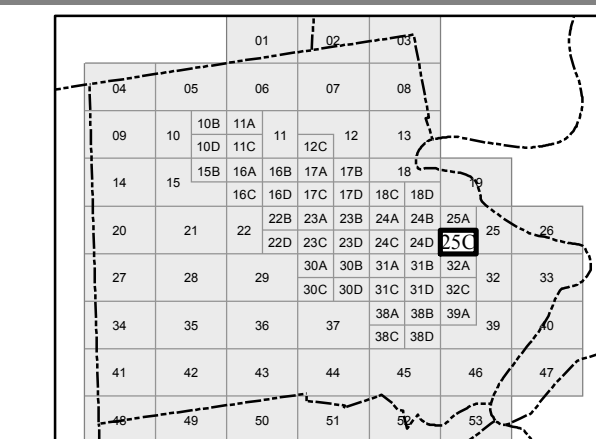 01 02 03
04 05 06 07 08
10B 11A
09 10 11 12 13
10D 11C 12C
15B 16A 16B 17A 17B
14 15 18 19
16C 16D 17C 17D 18C 18D
22B 23A 23B 24A 24B 25A
20 21 22 25 26
22D 23C 23D 24C 24D 25C
30A 30B 31A 31B 32A
27 28 29 32 33
30C 30D 31C 31D 32C
38A 38B 39A
34 35 36 37 39 40
38C 38D
41 42 43 44 45 46 47
48 49 50 51 52 53